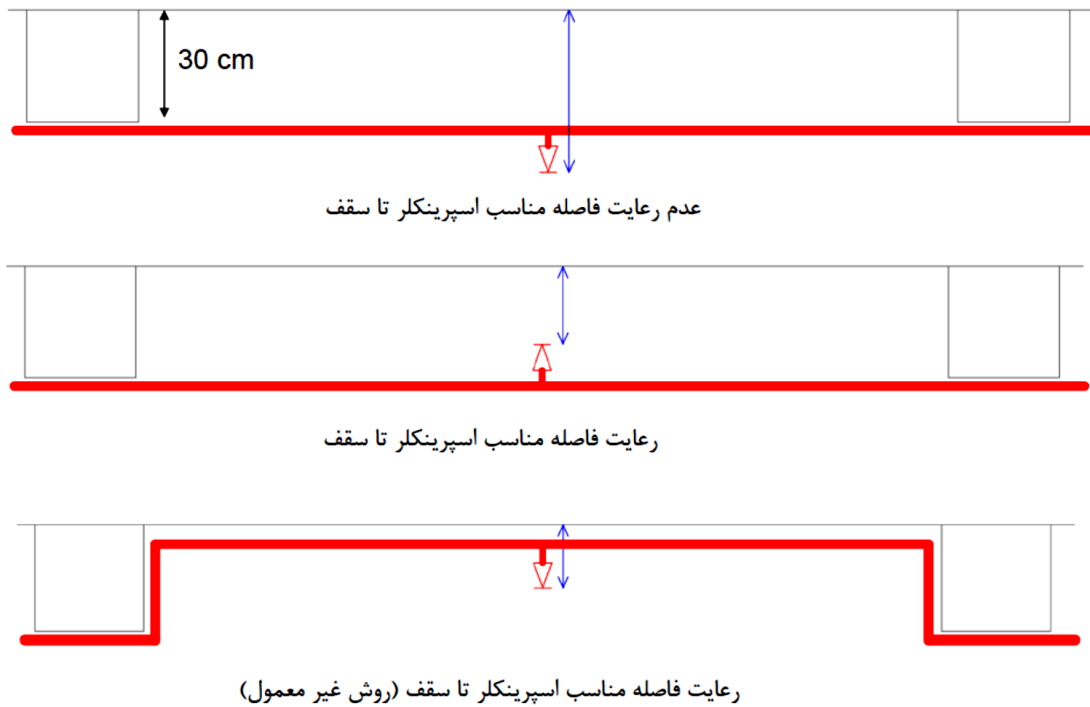 30 cm
عدم رعایت فاصله مناسب اسپرینکلر تا سقف
رعایت فاصله مناسب اسپرینکلر تا سقف
رعایت فاصله مناسب اسپرینکلر تا سقف (روش غیر معمول)